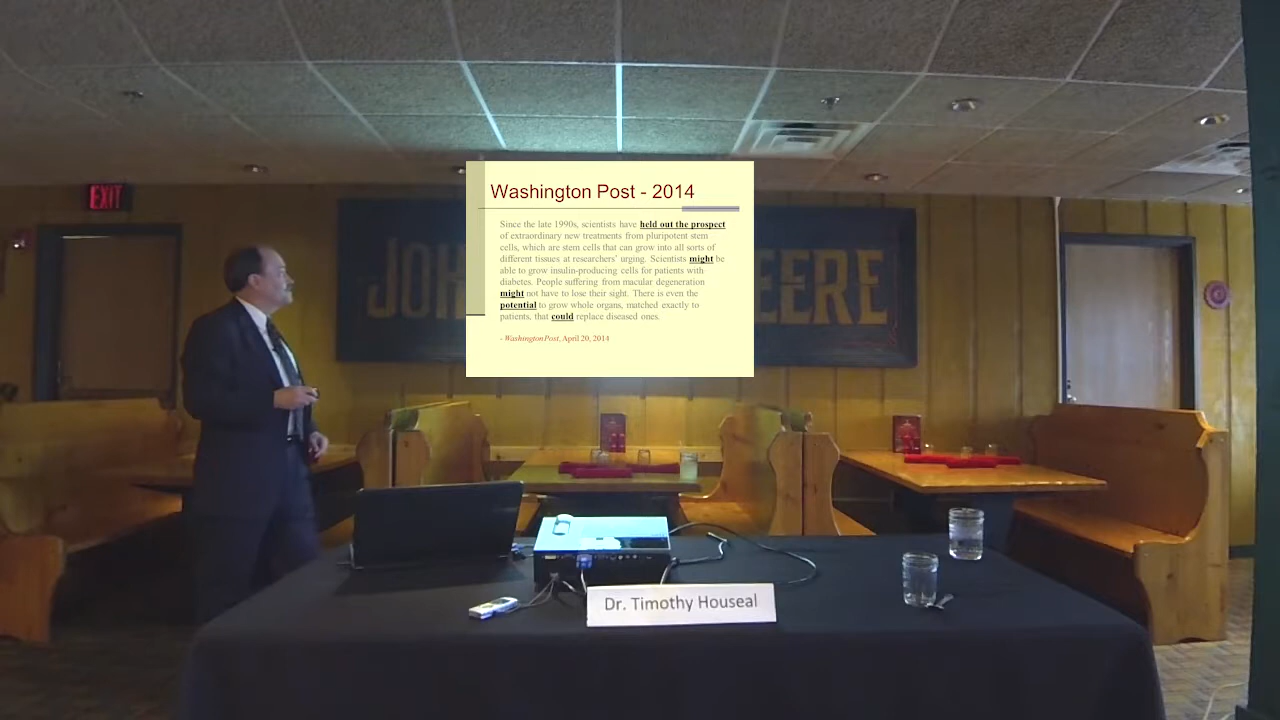 EXIT
JOH
EERE
Washington Post - 2014
Since the late 1990s, scientists have held out the prospect
of extraordinary new treatments from pluripotent stem
cells, which are stem cells that can grow into all sorts of
different tissues at researchers' urging. Scientists might be
able to grow insulin-producing cells for patients with
diabetes. People suffering from macular degeneration
might not have to lose their sight. There is even the
potential to grow whole organs, matched exactly to
patients, that could replace diseased ones.
- Washington Post, April 20, 2014
Dr. Timothy Houseal